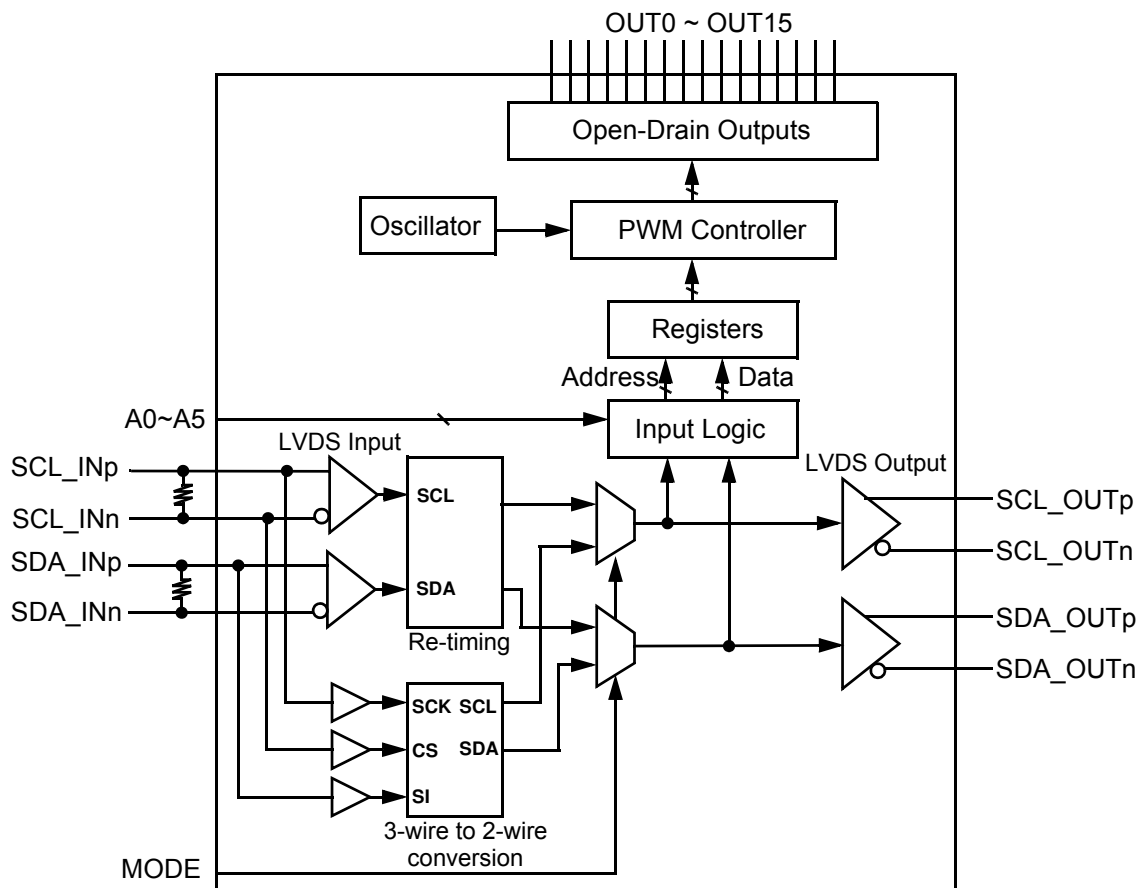 OUT0 ~ OUT15
Open-Drain Outputs
Oscillator
PWM Controller
Registers
Address
Data
A0~A5
Input Logic
LVDS Input
LVDS Output
SCL_INp
SCL_INn
SDA_INp
SDA_INn
SCL
SDA
Re-timing
SCL_OUTp
SCL_OUTn
SDA_OUTp
SDA_OUTn
SCK SCL
CS SDA
SI
3-wire to 2-wire
conversion
MODE